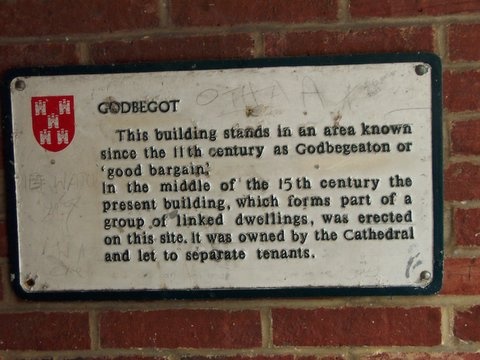 GODBEGOT
This building stands in an area known
since the 11th century as Godbegeaton or
'good bargain.'
In the middle of the 15th century the
present building, which forms part of a
group of linked dwellings, was erected
on this site. It was owned by the Cathedral
and let to separate tenants.